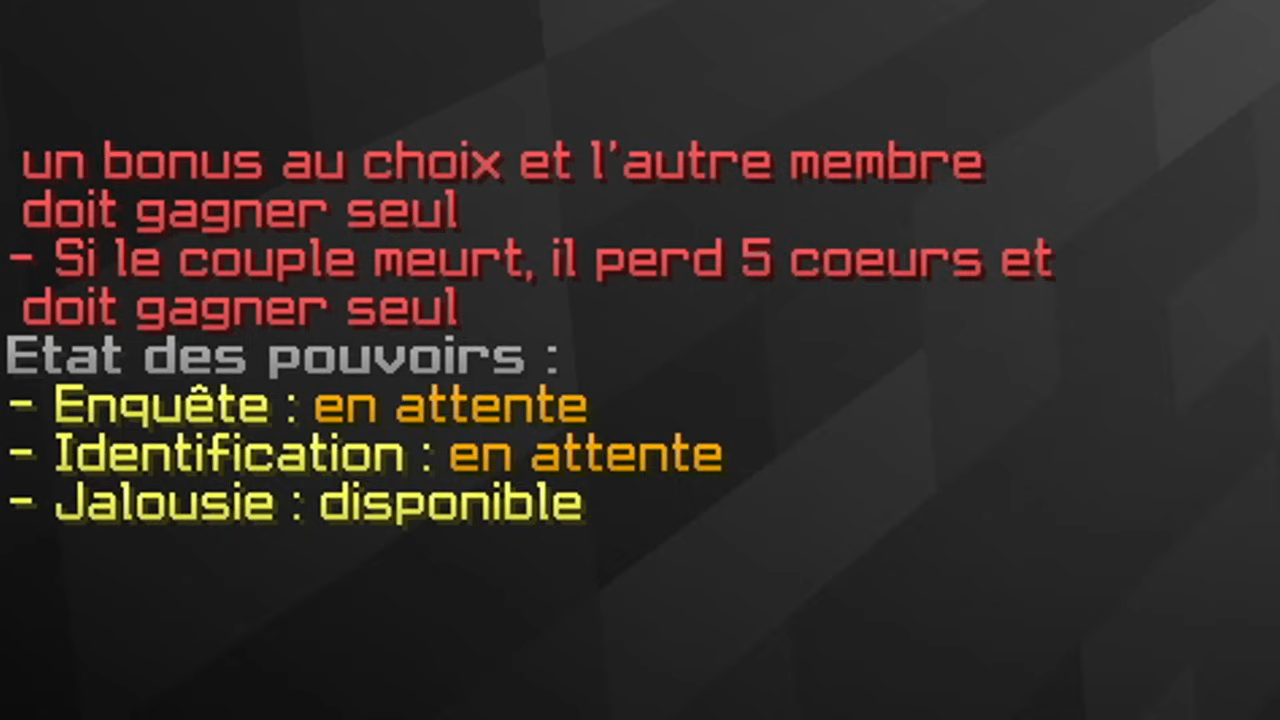 un bonus au choix et l'autre membre
doit gagner seul
- Si le couple meurt, il perd 5 coeurs et
doit gagner seul
Etat des pouvoirs :
- Enquête : en attente
- Identification : en attente
- Jalousie : disponible